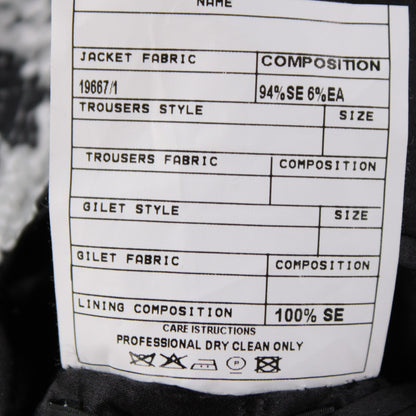 NAME
JACKET FABRIC COMPOSITION
19667/1 94%SE 6%EA
TROUSERS STYLE SIZE
TROUSERS FABRIC COMPOSITION
GILET STYLE SIZE
GILET FABRIC COMPOSITION
LINING COMPOSITION 100% SE
CARE ISTRUCTIONS
PROFESSIONAL DRY CLEAN ONLY
P